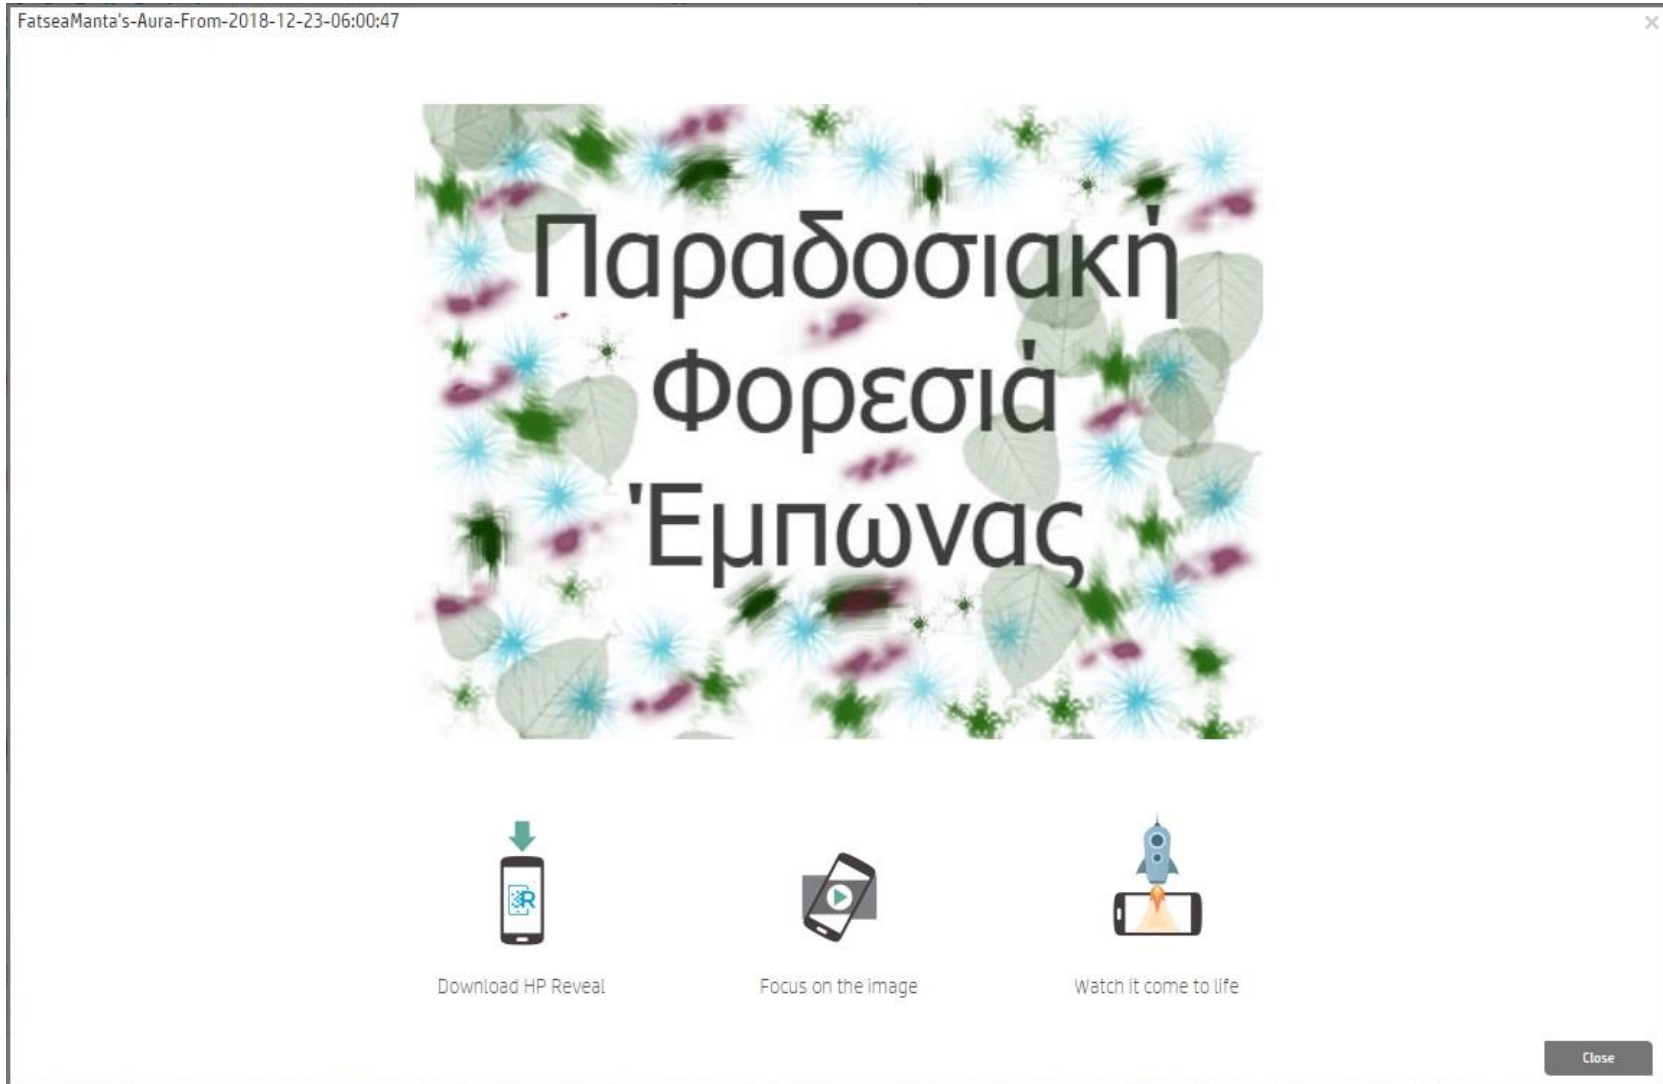 FatseaManta's-Aura-From-2018-12-23-06:00:47
Παραδοσιακή
Φορεσιά
Έμπωνας
R
Download HP Reveal
Focus on the image
Watch it come to life
Close